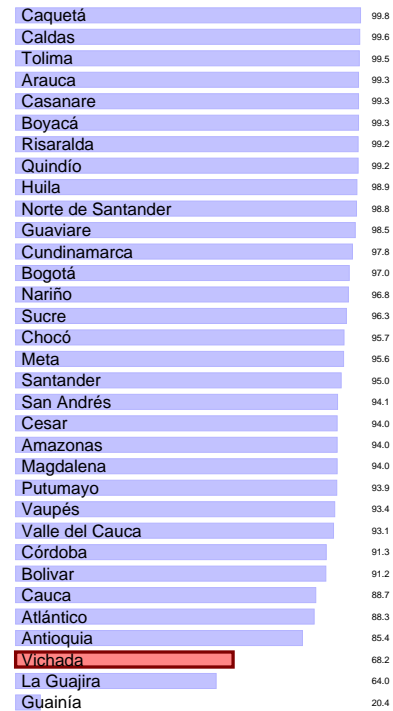 Caquetá 99.8
Caldas 99.6
Tolima 99.5
Arauca 99.3
Casanare 99.3
Boyacá 99.3
Risaralda 99.2
Quindío 99.2
Huila 98.9
Norte de Santander 98.8
Guaviare 98.5
Cundinamarca 97.8
Bogotá 97.0
Nariño 96.8
Sucre 96.3
Chocó 95.7
Meta 95.6
Santander 95.0
San Andrés 94.1
Cesar 94.0
Amazonas 94.0
Magdalena 94.0
Putumayo 93.9
Vaupés 93.4
Valle del Cauca 93.1
Córdoba 91.3
Bolivar 91.2
Cauca 88.7
Atlántico 88.3
Antioquia 85.4
Vichada 68.2
La Guajira 64.0
Guainía 20.4